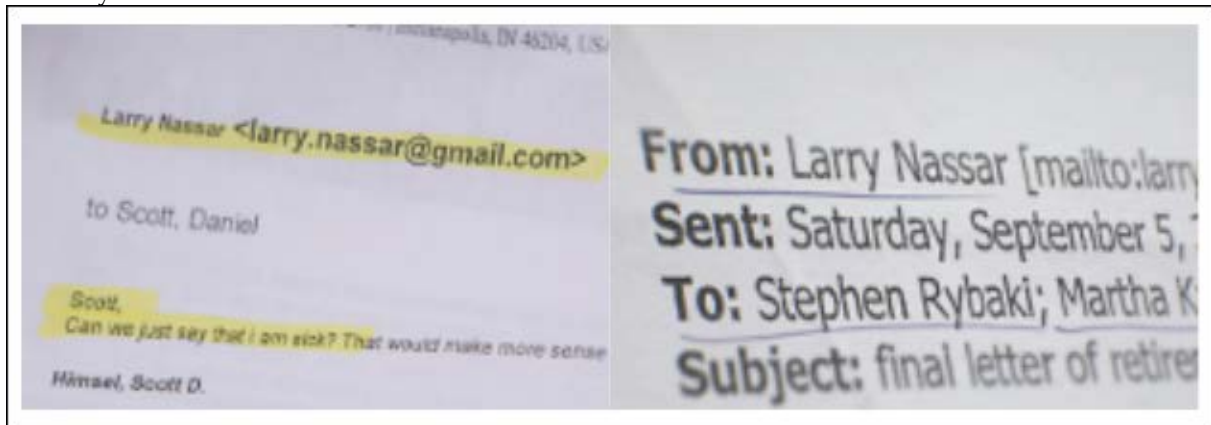 IN 46204, USA
Larry Nassar <larry.nassar@gmail.com>
to Scott, Daniel
Scott,
Can we just say that i am sick? That would make more sense
Himsel, Scott D.
From: Larry Nassar [mailto:larry
Sent: Saturday, September 5,
To: Stephen Rybaki; Martha K
Subject: final letter of retire